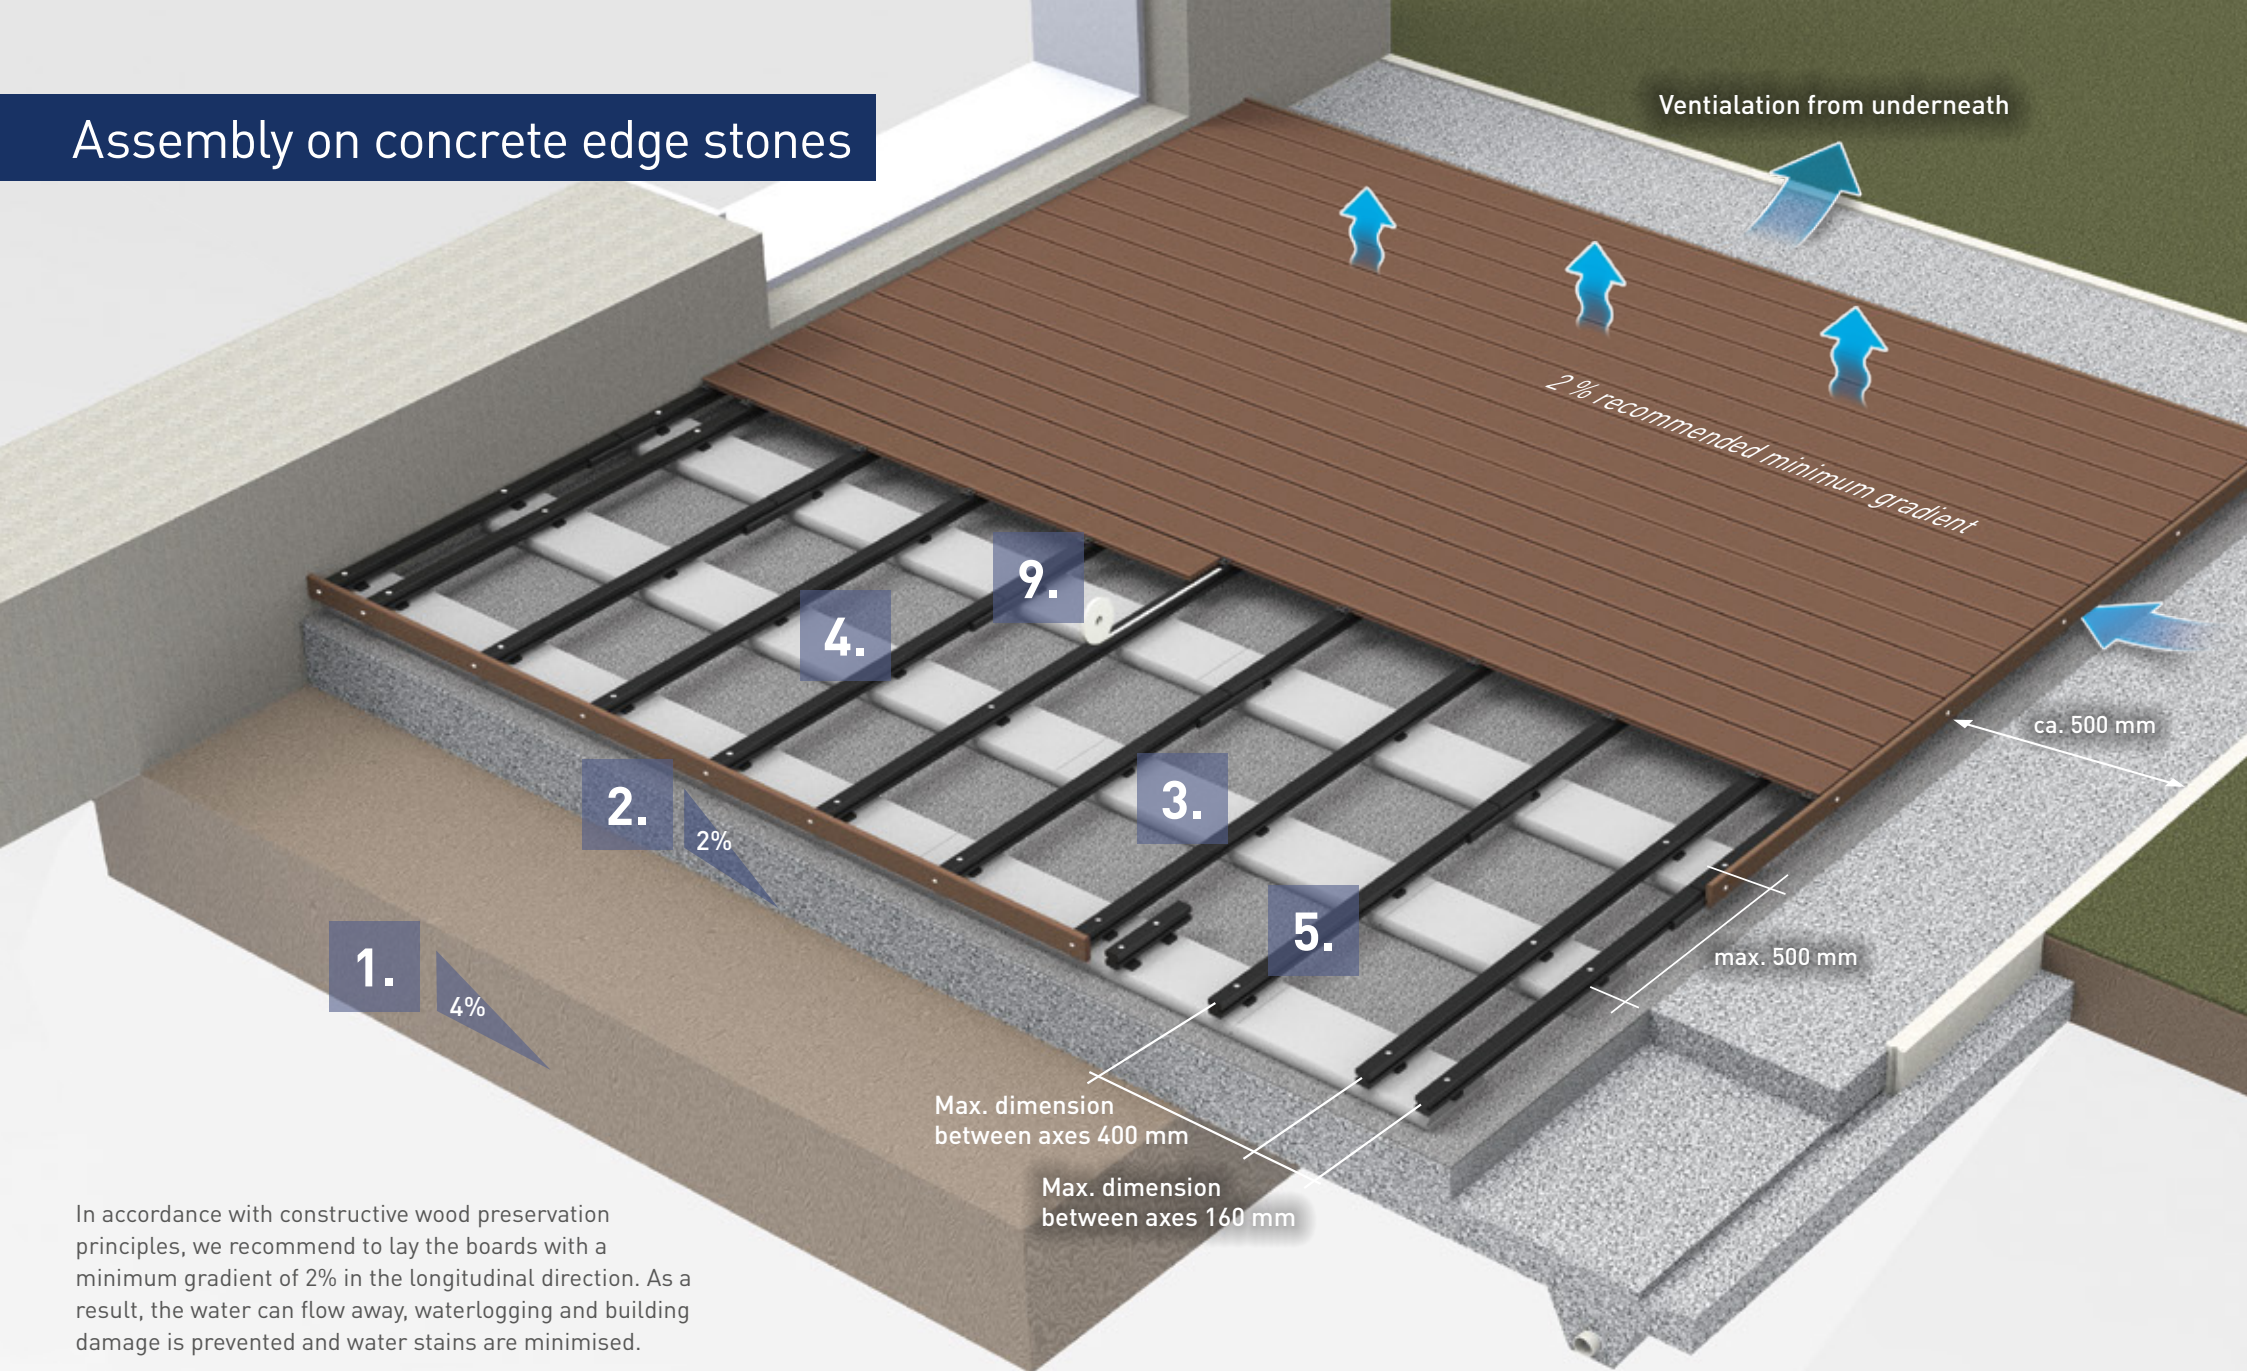 Assembly on concrete edge stones
Ventialation from underneath
2 % recommended minimum gradient
9.
4.
ca. 500 mm
3.
2.
2%
5.
max. 500 mm
1.
4%
Max. dimension
between axes 400 mm
Max. dimension
between axes 160 mm
In accordance with constructive wood preservation
principles, we recommend to lay the boards with a
minimum gradient of 2% in the longitudinal direction. As a
result, the water can flow away, waterlogging and building
damage is prevented and water stains are minimised.